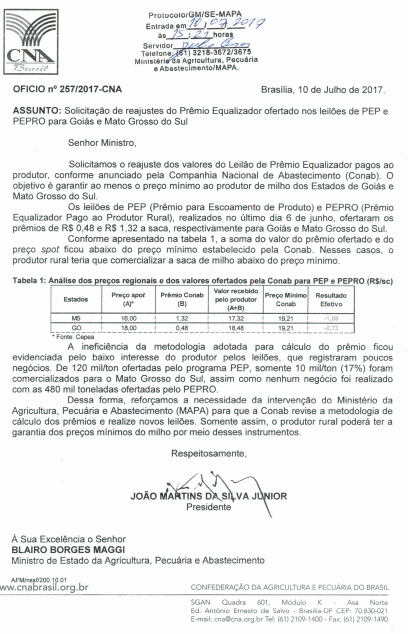 Protocolo/GM/SE-MAPA
Entrada em 10/07/2017
às 15:21 horas
Servidor
Telefone: (61) 3218-3672/3675
Ministério da Agricultura, Pecuária
e Abastecimento/MAPA.
CNA
Brasil
OFICIO nº 257/2017-CNA Brasília, 10 de Julho de 2017.
ASSUNTO: Solicitação de reajustes do Prêmio Equalizador ofertado nos leilões de PEP e
PEPRO para Goiás e Mato Grosso do Sul
Senhor Ministro,
Solicitamos o reajuste dos valores do Leilão de Prêmio Equalizador pagos ao
produtor, conforme anunciado pela Companhia Nacional de Abastecimento (Conab). O
objetivo é garantir ao menos o preço mínimo ao produtor de milho dos Estados de Goiás e
Mato Grosso do Sul.
Os leilões de PEP (Prêmio para Escoamento de Produto) e PEPRO (Prêmio
Equalizador Pago ao Produtor Rural), realizados no último dia 6 de junho, ofertaram os
prêmios de R$ 0,48 e R$ 1,32 a saca, respectivamente para Goiás e Mato Grosso do Sul.
Conforme apresentado na tabela 1, a soma do valor do prêmio ofertado e do
preço spot ficou abaixo do preço mínimo estabelecido pela Conab. Nesses casos, o
produtor rural teria que comercializar a saca de milho abaixo do preço mínimo.
Tabela 1: Análise dos preços regionais e dos valores ofertados pela Conab para PEP e PEPRO (R$/sc)
Estados Preço spot (A)* Prêmio Conab (B) Valor recebido pelo produtor (A+B) Preço Mínimo Conab Resultado Efetivo
MS 16,00 1,32 17,32 19,21 -1,89
GO 18,00 0,48 18,48 19,21 -0,73
* Fonte: Cepea
A ineficiência da metodologia adotada para cálculo do prêmio ficou
evidenciada pelo baixo interesse do produtor pelos leilões, que registraram poucos
negócios. De 120 mil/ton ofertadas pelo programa PEP, somente 10 mil/ton (17%) foram
comercializados para o Mato Grosso do Sul, assim como nenhum negócio foi realizado
com as 480 mil toneladas ofertadas pelo PEPRO.
Dessa forma, reforçamos a necessidade da intervenção do Ministério da
Agricultura, Pecuária e Abastecimento (MAPA) para que a Conab revise a metodologia de
cálculo dos prêmios e realize novos leilões. Somente assim, o produtor rural poderá ter a
garantia dos preços mínimos do milho por meio desses instrumentos.
Respeitosamente,
JOÃO MARTINS DA SILVA JUNIOR
Presidente
À Sua Excelência o Senhor
BLAIRO BORGES MAGGI
Ministro de Estado da Agricultura, Pecuária e Abastecimento
AFM/nsf/200.10.01
www.cnabrasil.org.br
CONFEDERAÇÃO DA AGRICULTURA E PECUÁRIA DO BRASIL
SGAN Quadra 601, Módulo K - Asa Norte
Ed. Antônio Ernesto de Salvo - Brasília-DF CEP: 70.830-021
E-mail: cna@cna.org.br Tel: (61) 2109-1400 - Fax: (61) 2109-1490